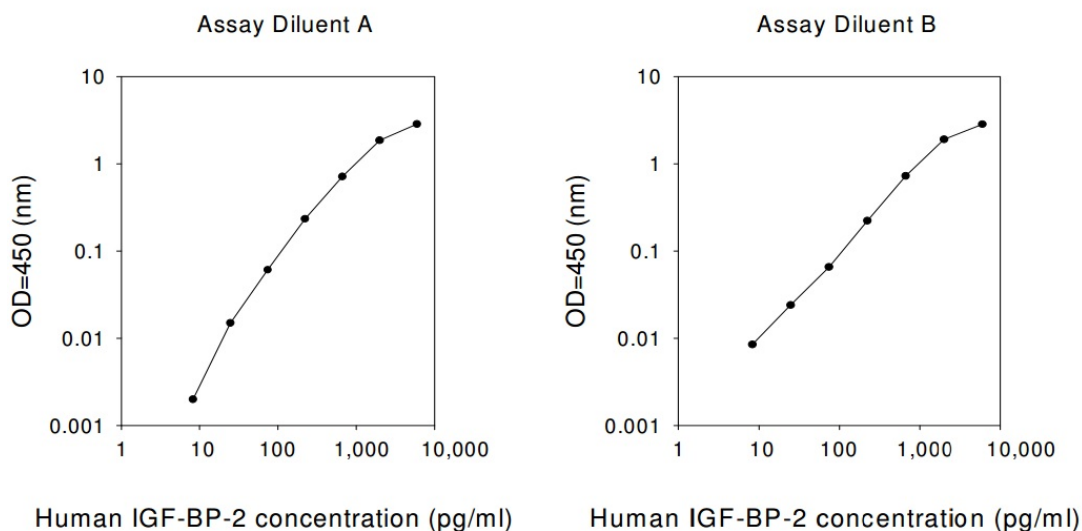 Assay Diluent A
OD=450 (nm)
10
1
0.1
0.01
0.001
1 10 100 1,000 10,000
Human IGF-BP-2 concentration (pg/ml)
Assay Diluent B
OD=450 (nm)
10
1
0.1
0.01
0.001
1 10 100 1,000 10,000
Human IGF-BP-2 concentration (pg/ml)